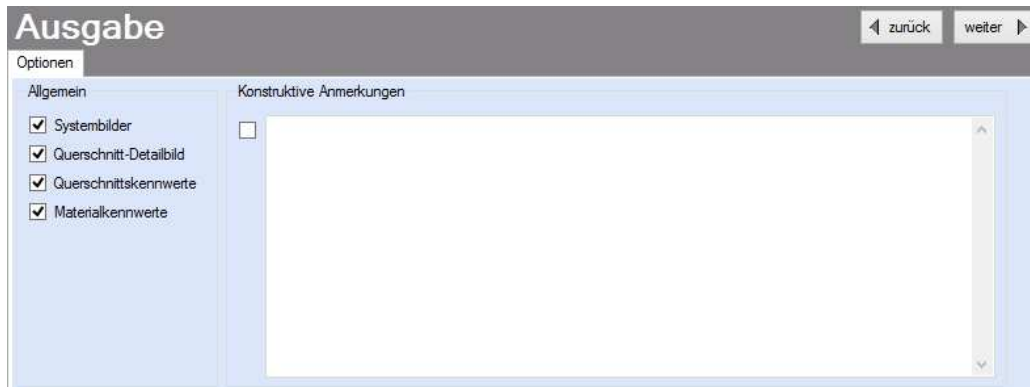 Ausgabe
zurück
weiter
Optionen
Allgemein
Systembilder
Querschnitt-Detailbild
Querschnittskennwerte
Materialkennwerte
Konstruktive Anmerkungen